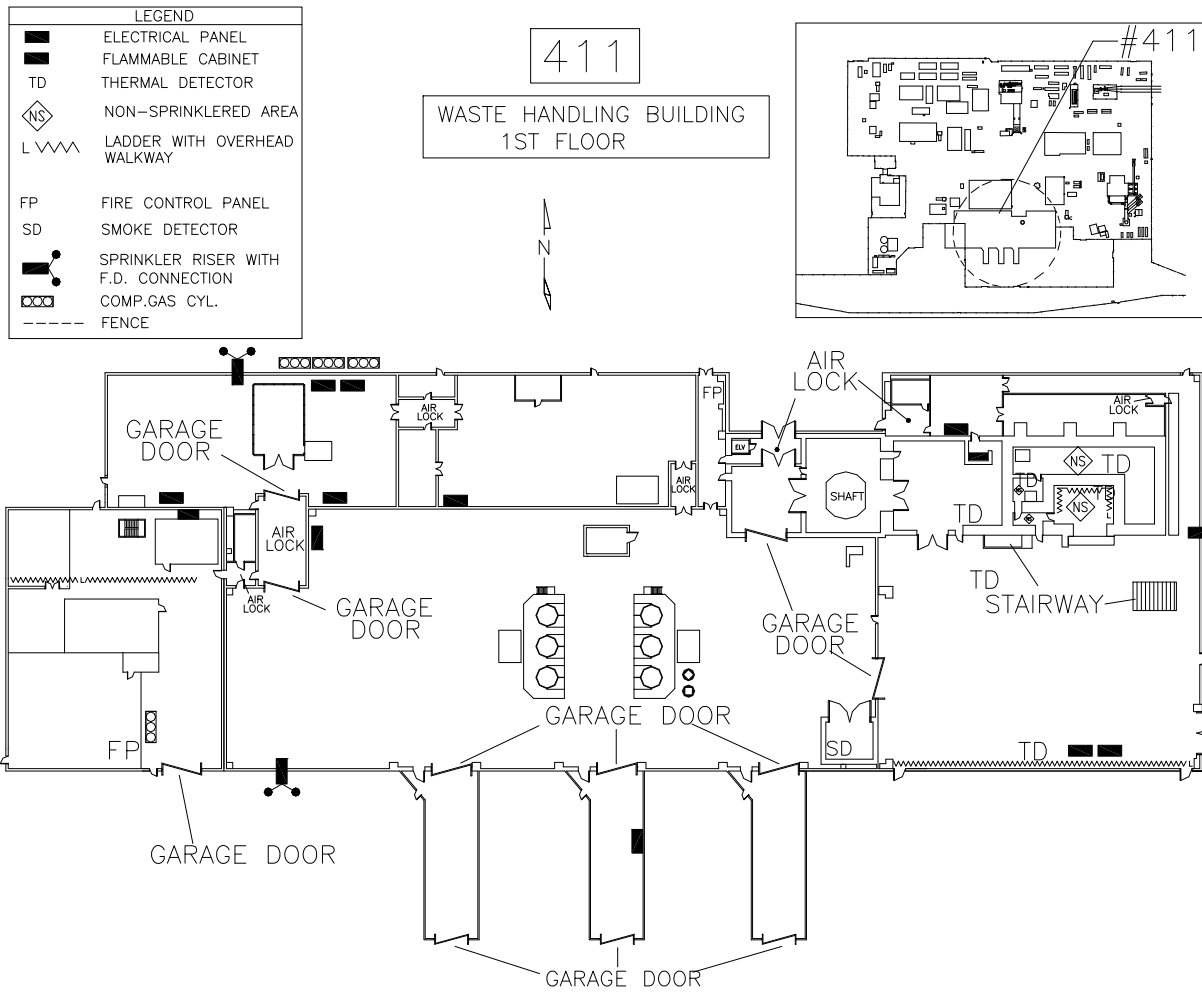 LEGEND
ELECTRICAL PANEL
FLAMMABLE CABINET
TD THERMAL DETECTOR
NS NON-SPRINKLERED AREA
L LADDER WITH OVERHEAD
WALKWAY
FP FIRE CONTROL PANEL
SD SMOKE DETECTOR
SPRINKLER RISER WITH
F.D. CONNECTION
COMP.GAS CYL.
FENCE
411
WASTE HANDLING BUILDING
1ST FLOOR
N
#411
AIR
LOCK
FP
AIR
LOCK
AIR
LOCK
GARAGE
DOOR
ELV
NS
TD
TD
AIR
LOCK
SHAFT
NS
NS
NS
TD
AIR
LOCK
L
TD
STAIRWAY
AIR
LOCK
GARAGE
DOOR
GARAGE
DOOR
GARAGE DOOR
FP
SD
TD
GARAGE DOOR
GARAGE DOOR